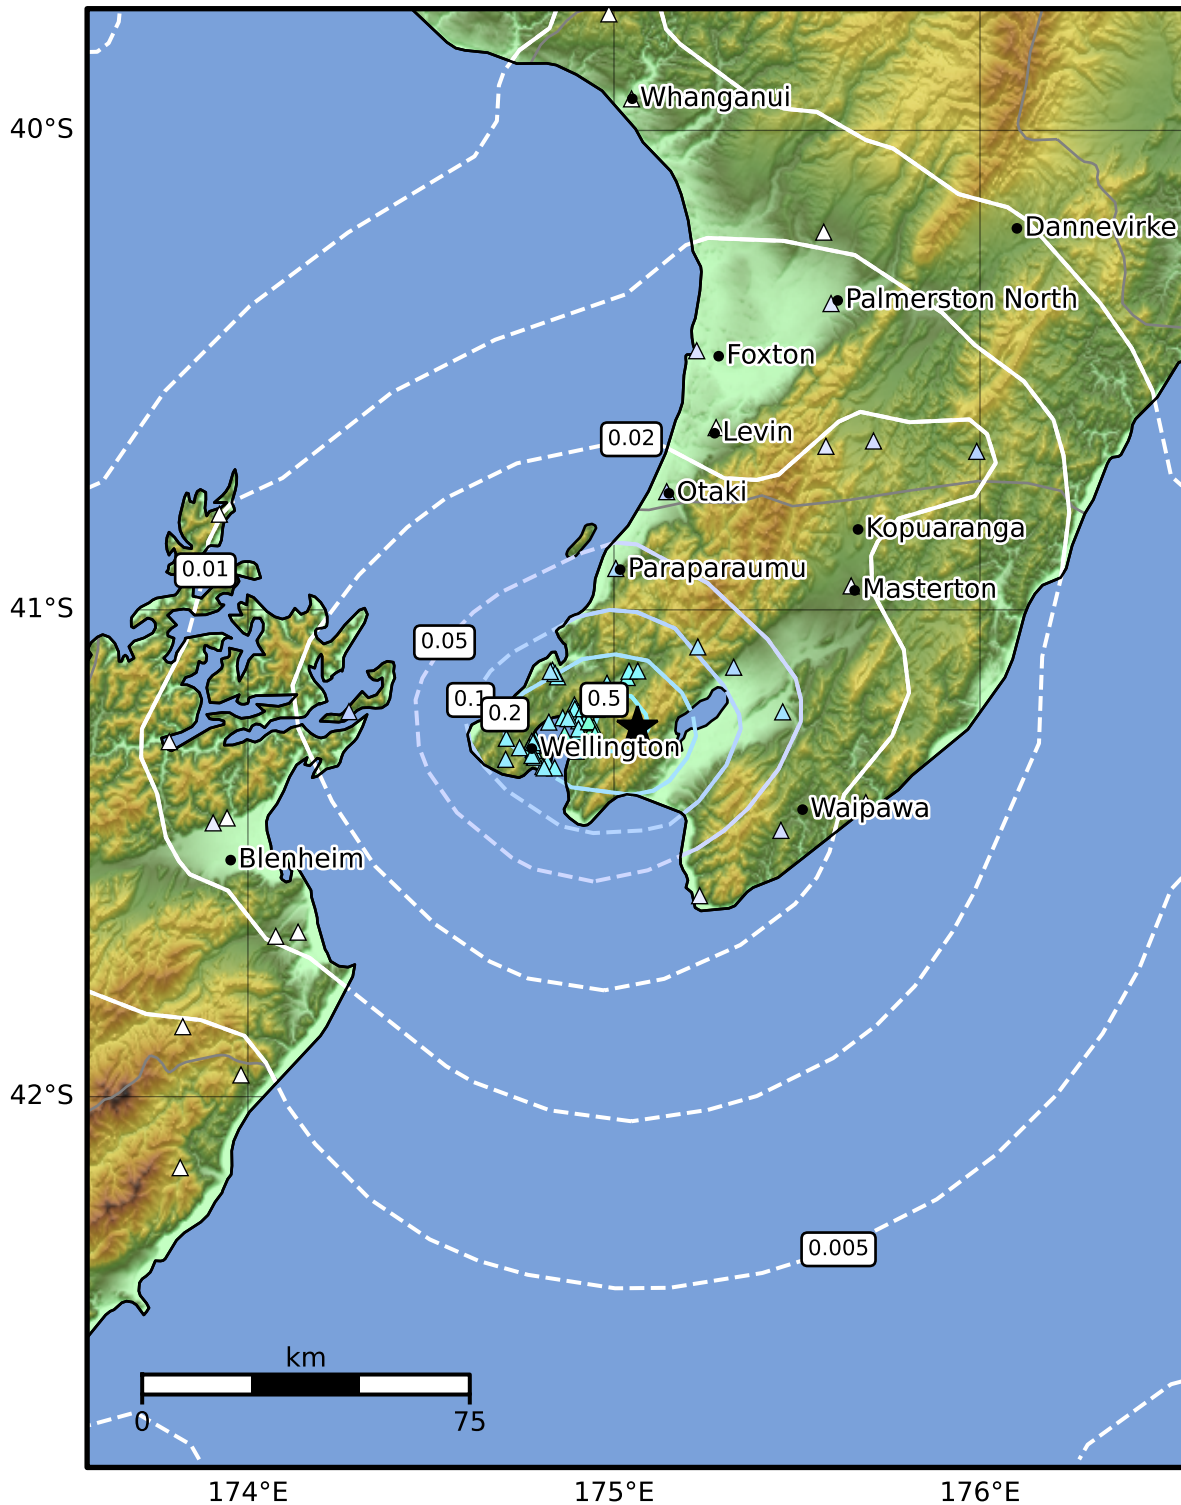 Whanganui
40°S
Dannevirke
Palmerston North
Foxton
Levin
0.02
Otaki
Kopuaranga
0.01
Paraparaumu
Masterton
41°S
0.05
0.1
0.2
0.5
Wellington
Waipawa
Blenheim
42°S
0.005
km
0
75
174°E
175°E
176°E